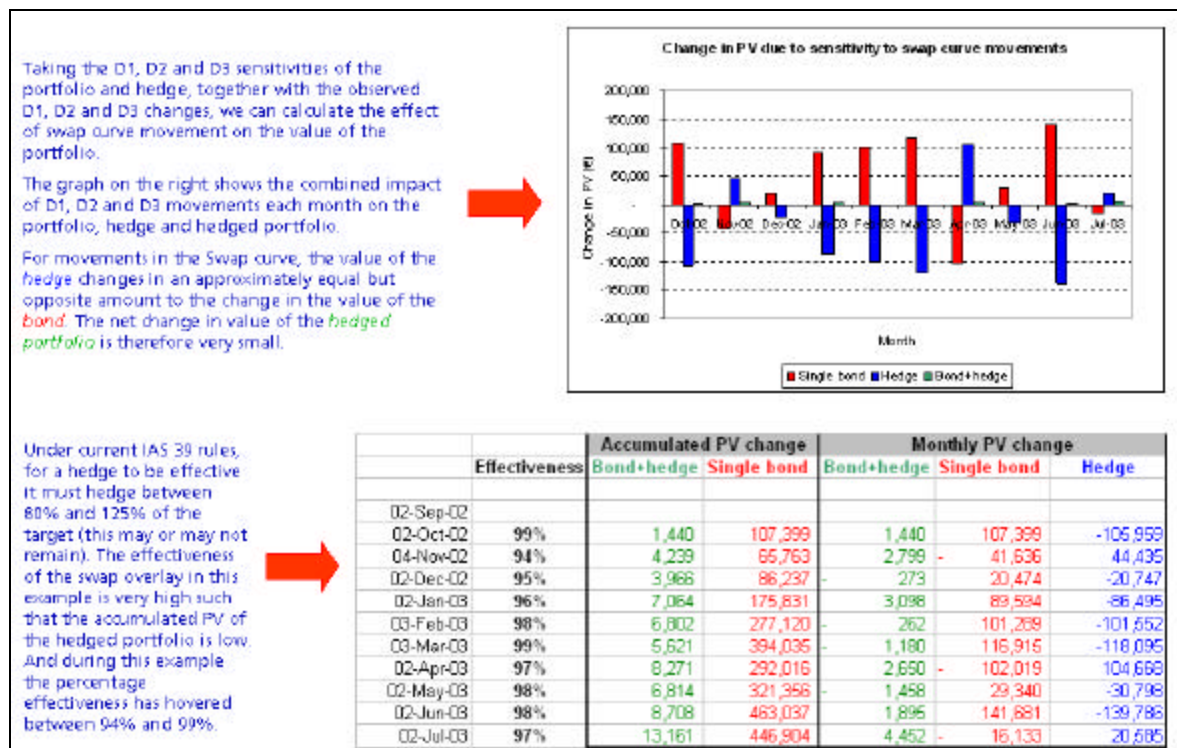 Taking the D1, D2 and D3 sensitivities of the
portfolio and hedge, together with the observed
D1, D2 and D3 changes, we can calculate the effect
of swap curve movement on the value of the
portfolio.
The graph on the right shows the combined impact
of D1, D2 and D3 movements each month on the
portfolio, hedge and hedged portfolio.
For movements in the Swap curve, the value of the
hedge changes in an approximately equal but
opposite amount to the change in the value of the
bond. The net change in value of the hedged
portfolio is therefore very small.
Change in PV due to sensitivity to swap curve movements
Change in PV (€)
200,000
150,000
100,000
50,000
-
-50,000
-100,000
-150,000
-200,000
Oct-02 Nov-02 Dec-02 Jan-03 Feb-03 Mar-03 Apr-03 May-03 Jun-03 Jul-03
Month
Single bond Hedge Bond+hedge
Under current IAS 39 rules,
for a hedge to be effective
it must hedge between
80% and 125% of the
target (this may or may not
remain). The effectiveness
of the swap overlay in this
example is very high such
that the accumulated PV of
the hedged portfolio is low.
And during this example
the percentage
effectiveness has hovered
between 94% and 99%.
Accumulated PV change Monthly PV change
Effectiveness Bond+hedge Single bond Bond+hedge Single bond Hedge
02-Sep-02
02-Oct-02 99% 1,440 107,399 1,440 107,399 -105,959
04-Nov-02 94% 4,239 65,763 2,799 - 41,636 44,435
02-Dec-02 95% 3,966 86,237 - 273 20,474 -20,747
02-Jan-03 96% 7,064 175,831 3,098 89,594 -86,495
03-Feb-03 98% 6,802 277,120 - 262 101,289 -101,552
03-Mar-03 99% 5,621 394,035 - 1,180 116,915 -118,095
02-Apr-03 97% 8,271 292,016 2,650 - 102,019 104,668
02-May-03 98% 6,814 321,356 - 1,458 29,340 -30,798
02-Jun-03 98% 8,708 463,037 1,895 141,681 -139,786
02-Jul-03 97% 13,161 446,904 4,452 - 16,133 20,585